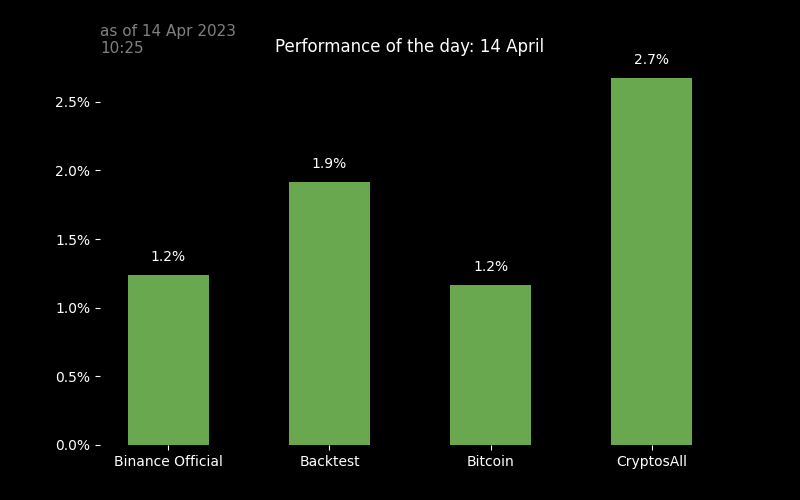 as of 14 Apr 2023
10:25
Performance of the day: 14 April
2.7%
2.5%
2.0%
1.9%
1.5%
1.2%
1.2%
1.0%
0.5%
0.0%
Binance Official
Backtest
Bitcoin
CryptosAll